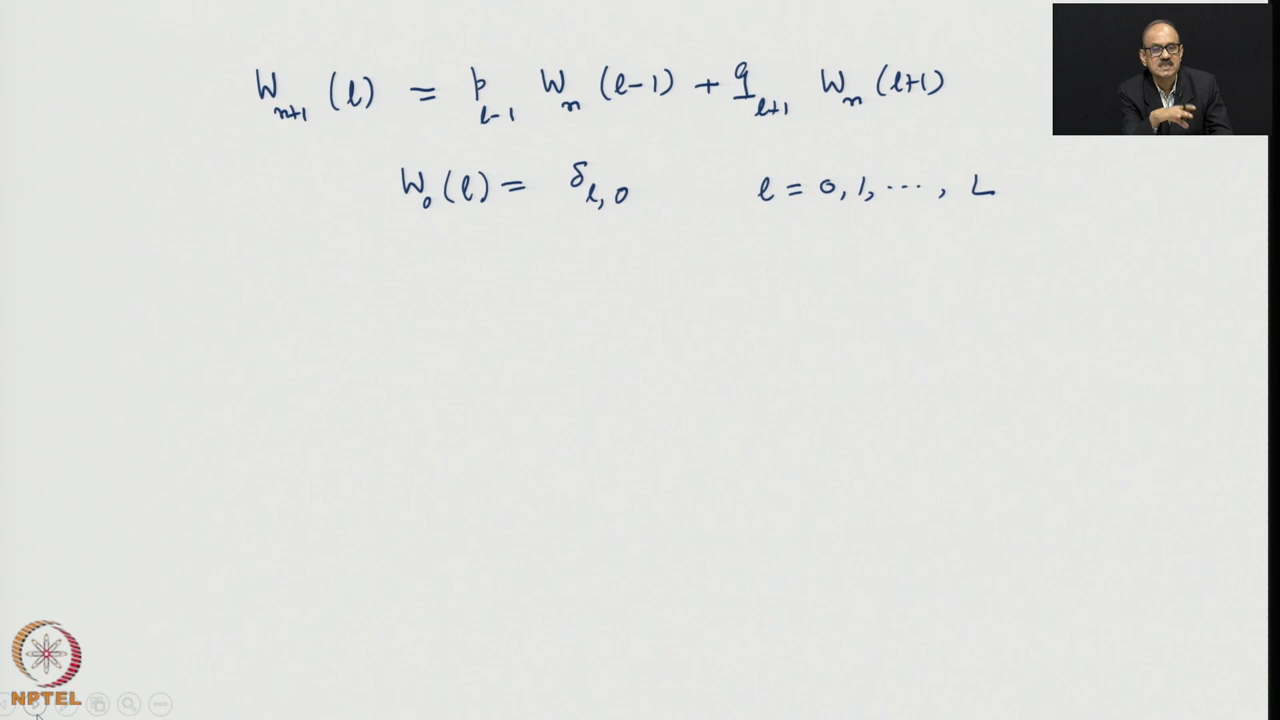 W_{n+1} (l) = p_{l-1} W_n (l-1) + q_{l+1} W_n (l+1)
W_0 (l) = δ_{l,0} l = 0, 1, ..., L
NPTEL